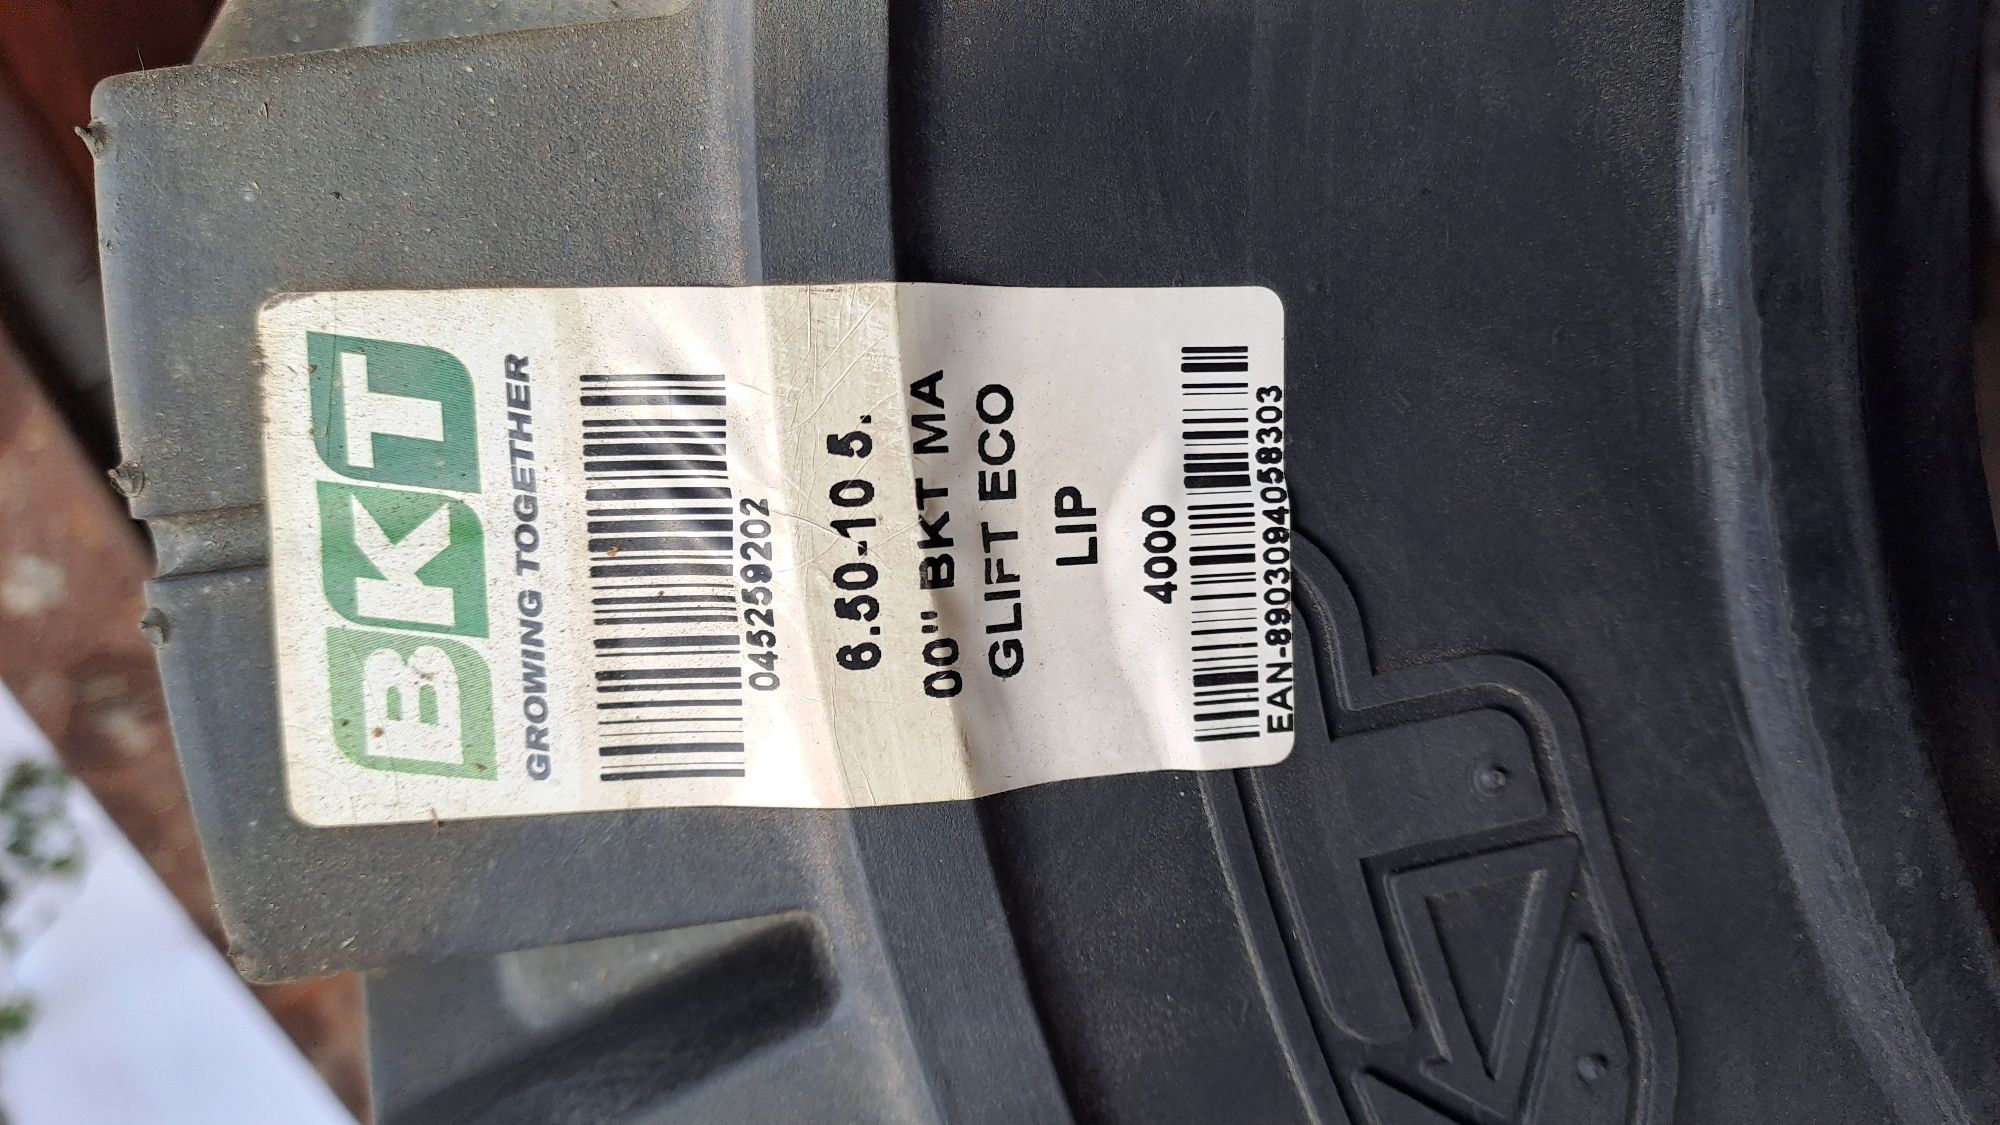 BKT
GROWING TOGETHER
045259202
6.50-10 5.
00" BKT MA
GLIFT ECO
LIP
4000
EAN-8903094058303